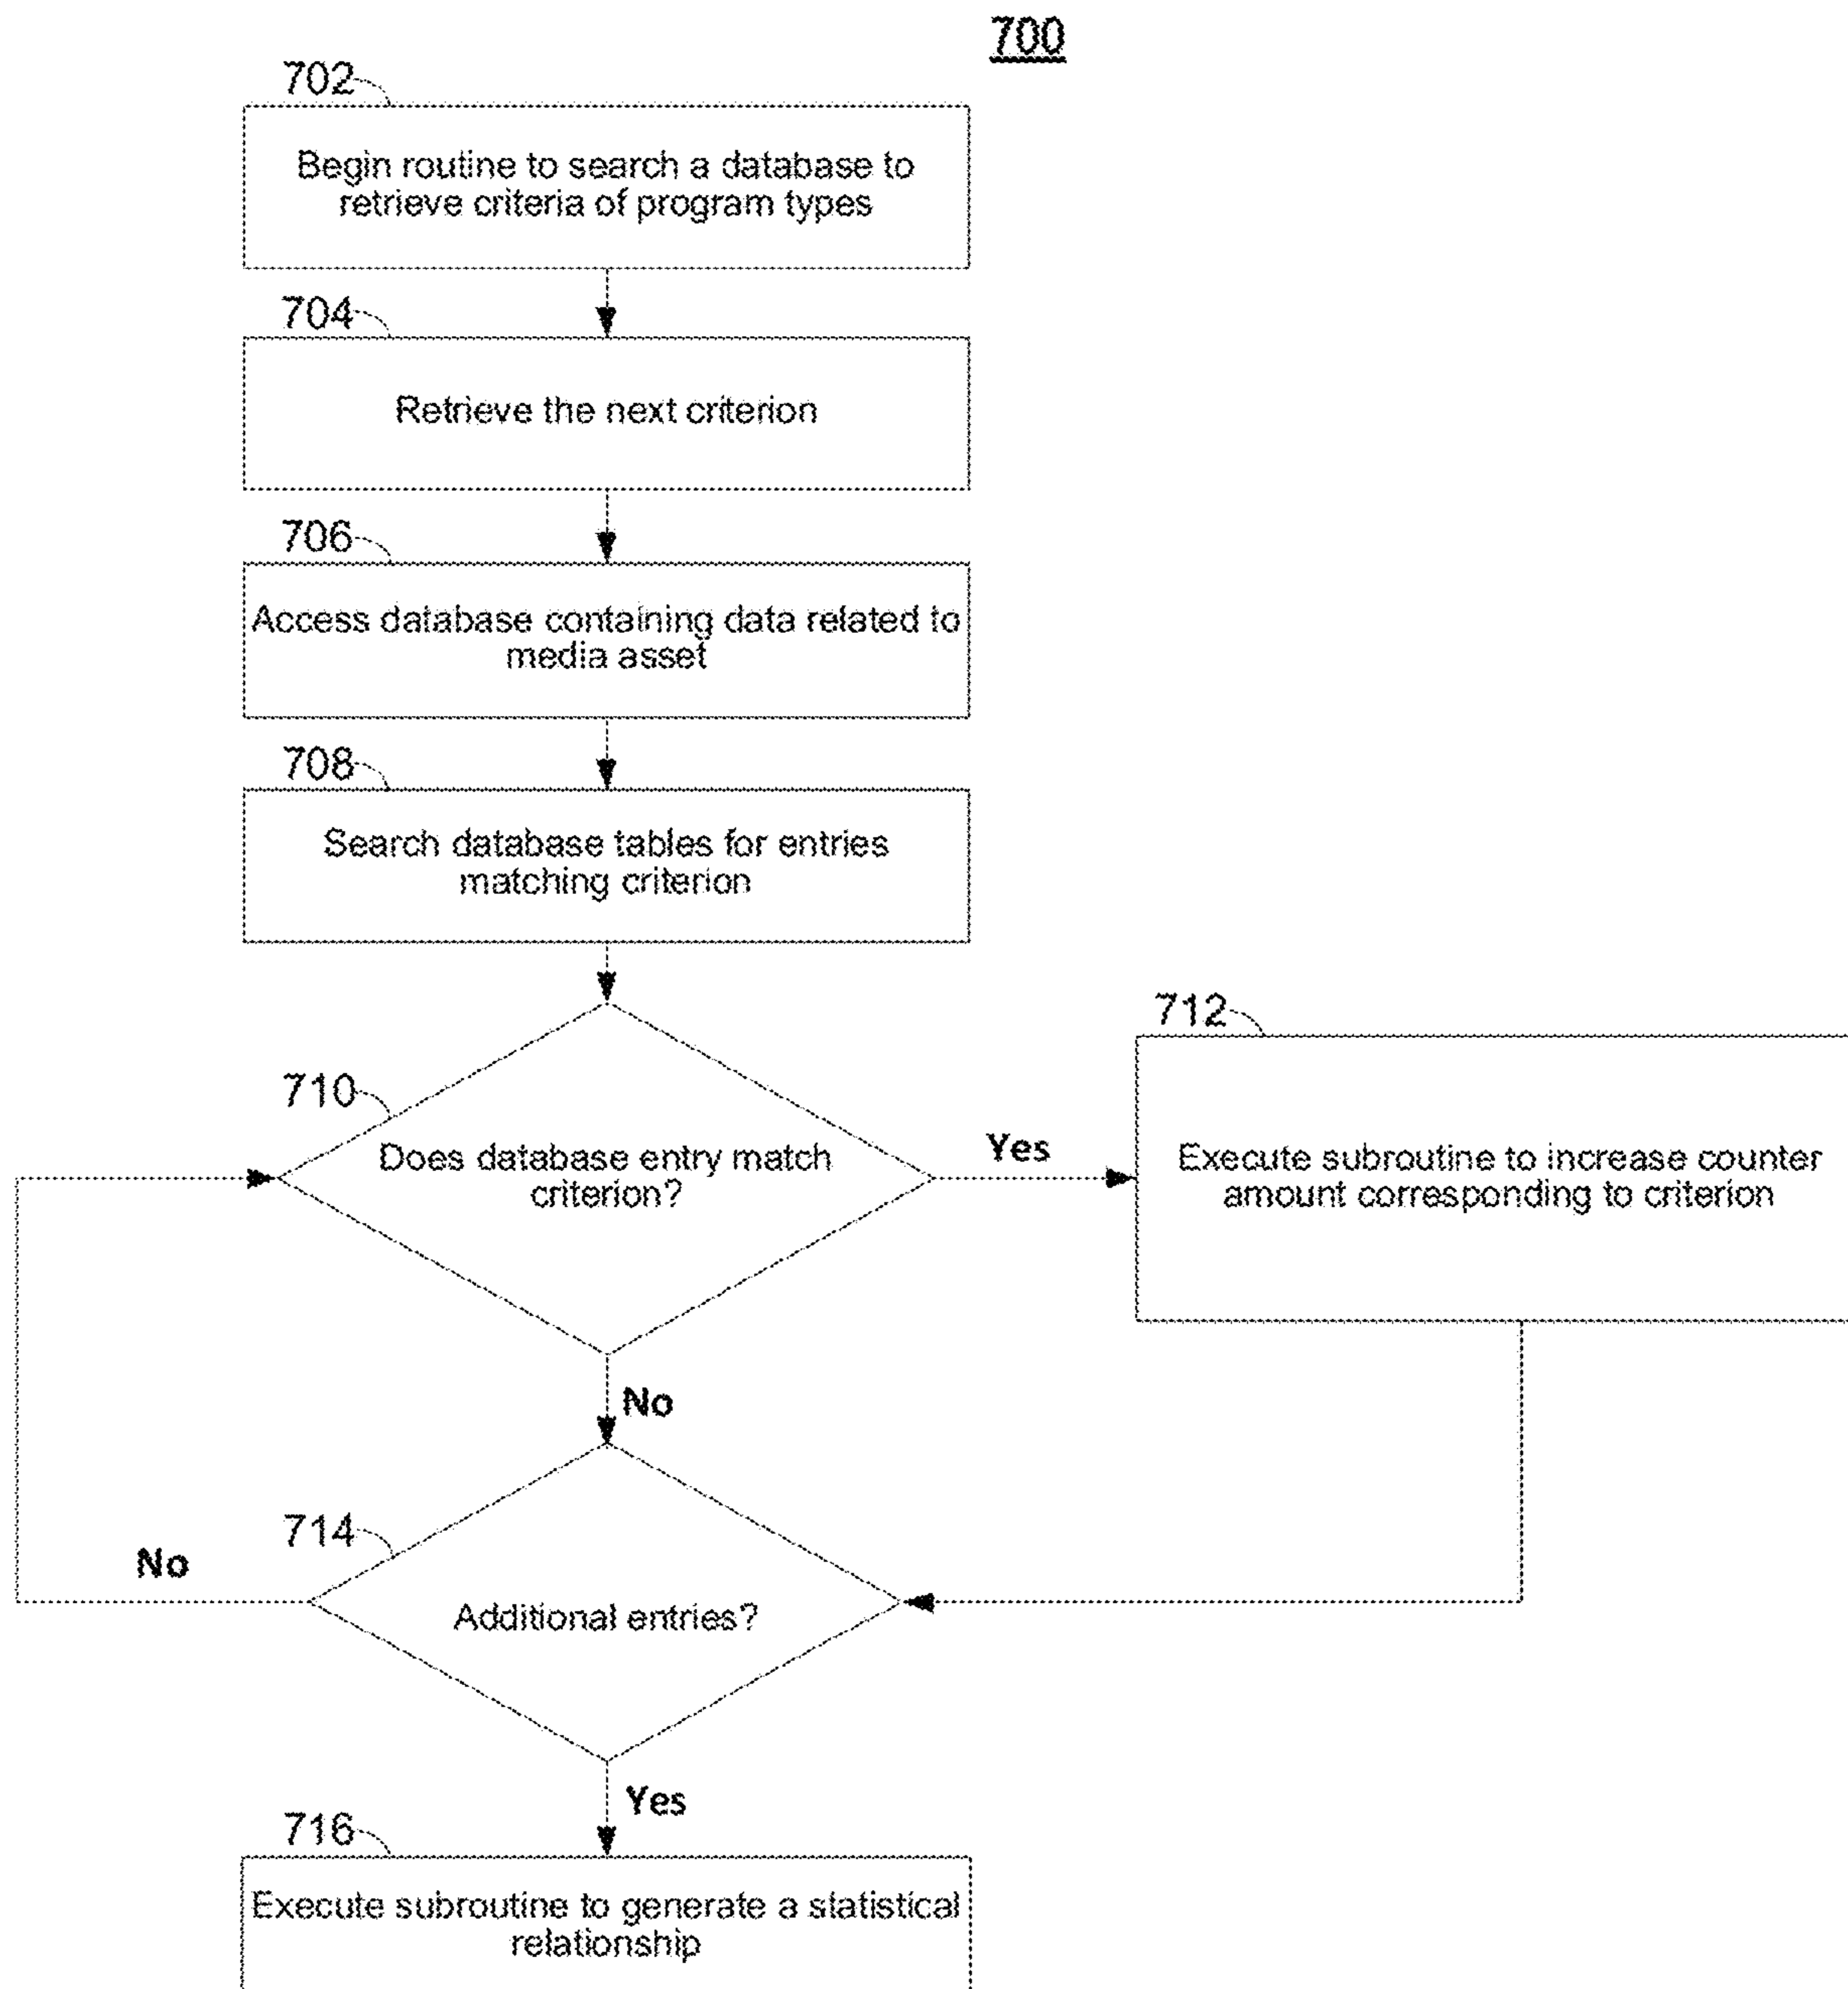 700
702
Begin routine to search a database to
retrieve criteria of program types
704
Retrieve the next criterion
706
Access database containing data related to
media asset
708
Search database tables for entries
matching criterion
710
Does database entry match
criterion?
Yes
712
Execute subroutine to increase counter
amount corresponding to criterion
No
714
Additional entries?
No
Yes
716
Execute subroutine to generate a statistical
relationship